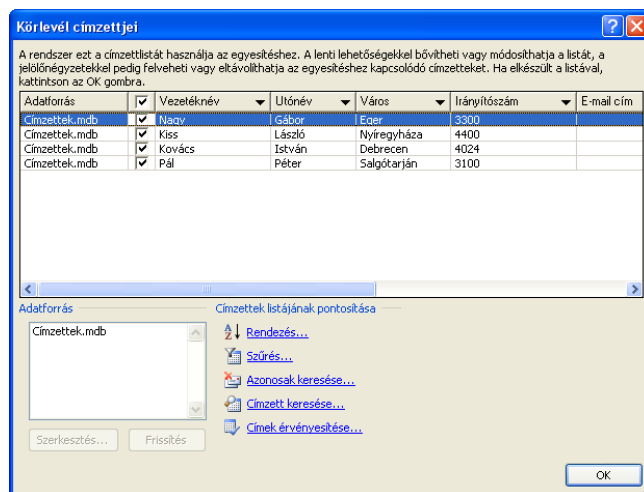 Körlevél címzettjei
A rendszer ezt a címzettlistát használja az egyesítéshez. A lenti lehetőségekkel bővítheti vagy módosíthatja a listát, a
jelölőnégyzetekkel pedig felveheti vagy eltávolíthatja az egyesítéshez kapcsolódó címzetteket. Ha elkészült a listával,
kattintson az OK gombra.
Adatforrás Vezetéknév Utónév Város Irányítószám E-mail cím
Címzettek.mdb Nagy Gábor Eger 3300
Címzettek.mdb Kiss László Nyíregyháza 4400
Címzettek.mdb Kovács István Debrecen 4024
Címzettek.mdb Pál Péter Salgótarján 3100
Adatforrás
Címzettek.mdb
Szerkesztés... Frissítés
Címzettek listájának pontosítása
Rendezés...
Szűrés...
Azonosak keresése...
Címzett keresése...
Címek érvényesítése...
OK